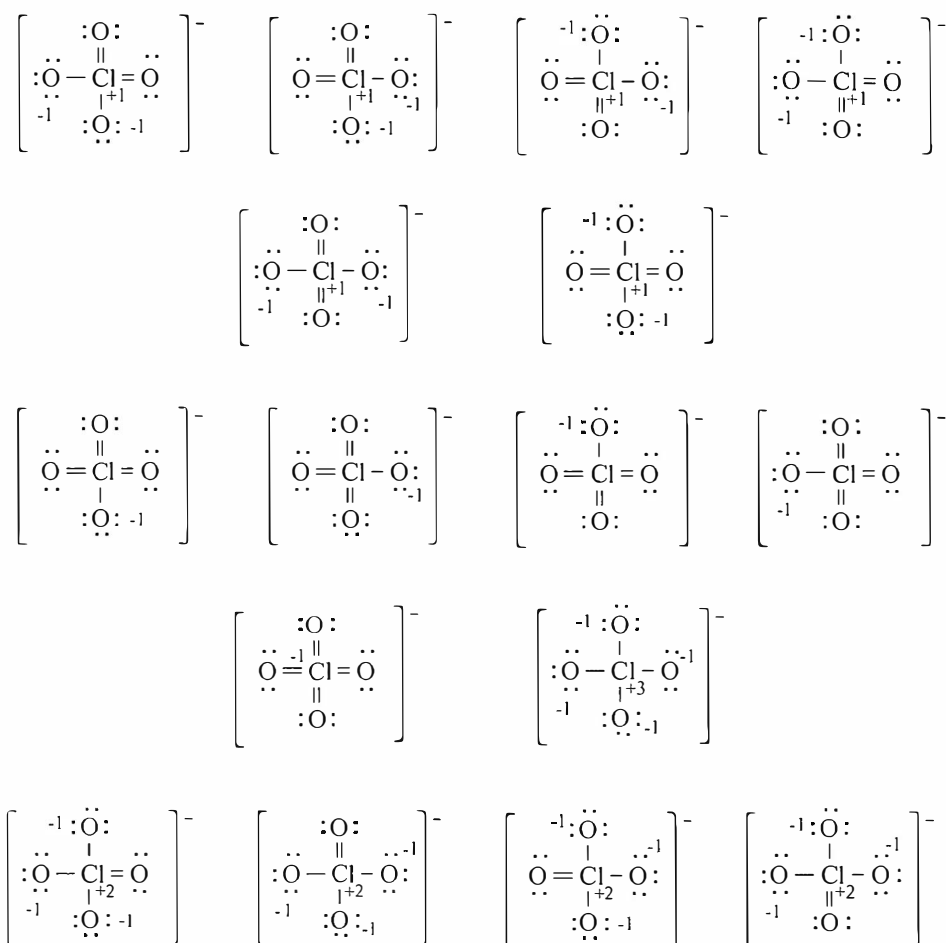 :O: − :O: − -1 :O: − -1 :O: −
:O − Cl = O O = Cl − O: O = Cl − O: :O − Cl = O
-1 +1 +1 -1 +1 -1 -1 +1
:O: -1 :O: -1 :O: :O:
:O: − -1 :O: −
:O − Cl − O: O = Cl = O
-1 +1 -1 +1
:O: :O: -1
:O: − :O: − -1 :O: − :O: −
O = Cl = O O = Cl − O: O = Cl = O :O − Cl = O
-1 -1
:O: -1 :O: :O: :O:
:O: − -1 :O: −
-1 -1
O = Cl = O :O − Cl − O:
-1 +3
:O: :O: -1
-1 :O: − :O: − -1 :O: − -1 :O: −
-1 -1 -1
:O − Cl = O :O − Cl − O: O = Cl − O: :O − Cl − O:
-1 +2 -1 +2 +2 -1 +2
:O: -1 :O: -1 :O: -1 :O: